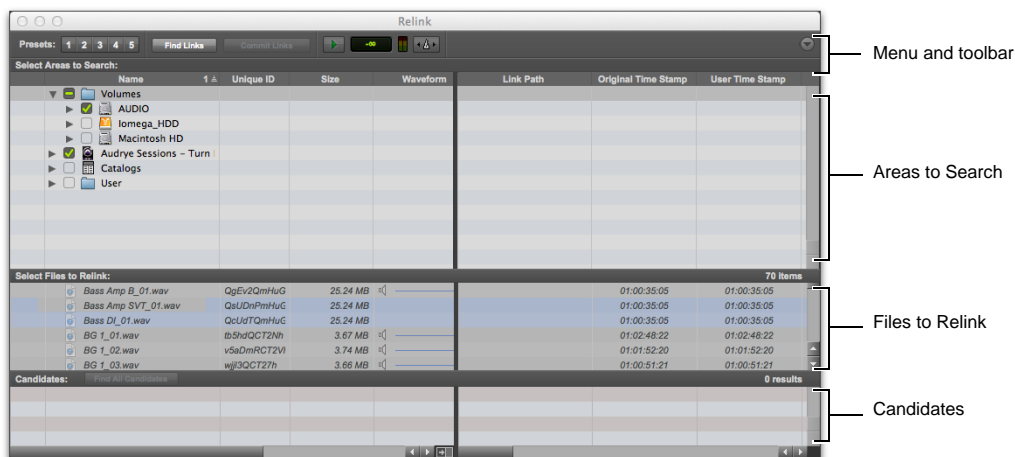 Relink
Presets: 1 2 3 4 5 Find Links Commit Links -∞
Menu and toolbar
Select Areas to Search:
Name 1 Unique ID Size Waveform Link Path Original Time Stamp User Time Stamp
Volumes
AUDIO
Iomega_HDD
Macintosh HD
Audrye Sessions – Turn
Catalogs
User
Areas to Search
Select Files to Relink: 70 items
Bass Amp B_01.wav QgEv2QmHuG 25.24 MB 01:00:35:05 01:00:35:05
Bass Amp SVT_01.wav QsUDnPmHuG 25.24 MB 01:00:35:05 01:00:35:05
Bass DI_01.wav QcUdTQmHuG 25.24 MB 01:00:35:05 01:00:35:05
BG 1_01.wav tb5hdQCT2Nh 3.67 MB 01:02:48:22 01:02:48:22
BG 1_02.wav v5aDmRCT2VI 3.74 MB 01:01:52:20 01:01:52:20
BG 1_03.wav 3.66 MB 01:00:51:21 01:00:51:21
Files to Relink
Candidates: Find All Candidates 0 results
Candidates